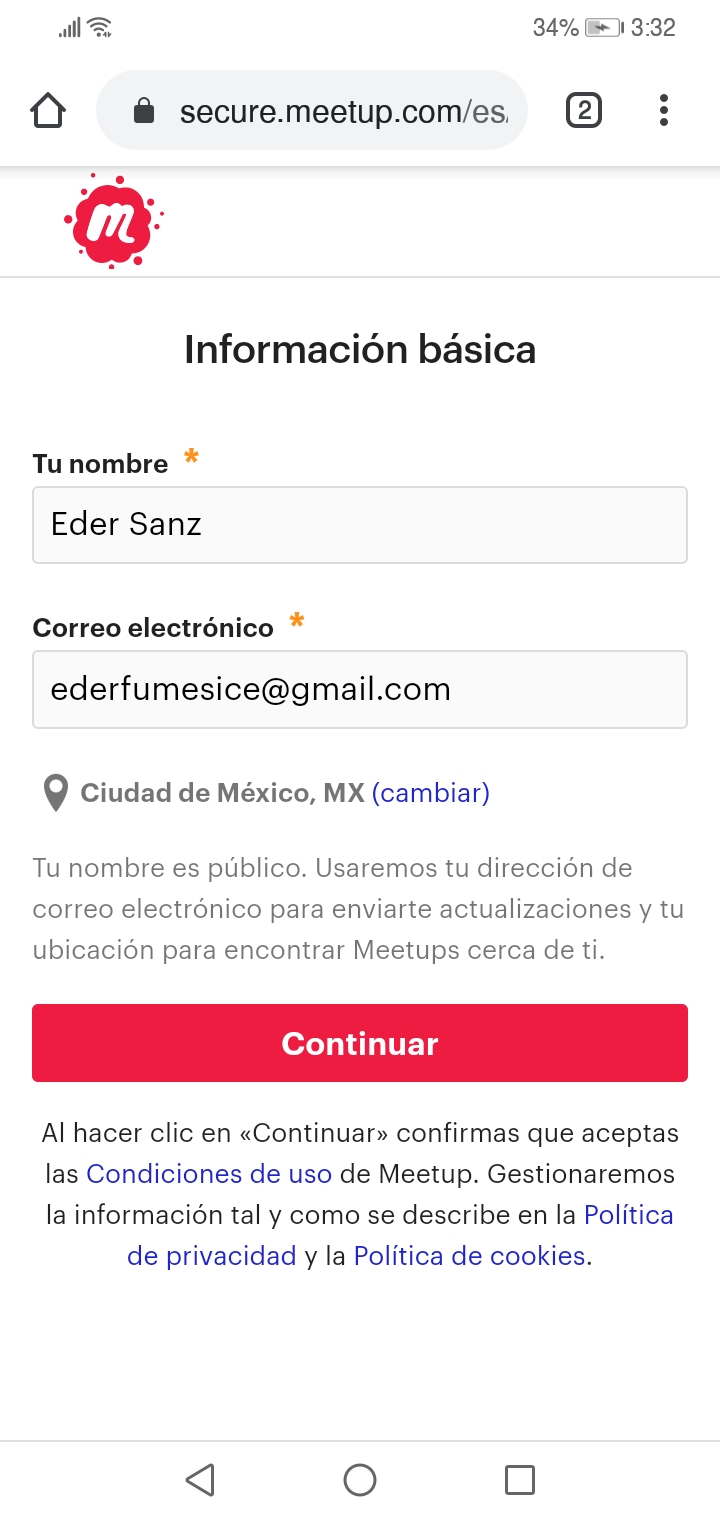 34% 3:32
secure.meetup.com/es/
2
m
Información básica
Tu nombre *
Eder Sanz
Correo electrónico *
ederfumesice@gmail.com
Ciudad de México, MX (cambiar)
Tu nombre es público. Usaremos tu dirección de
correo electrónico para enviarte actualizaciones y tu
ubicación para encontrar Meetups cerca de ti.
Continuar
Al hacer clic en «Continuar» confirmas que aceptas
las Condiciones de uso de Meetup. Gestionaremos
la información tal y como se describe en la Política
de privacidad y la Política de cookies.